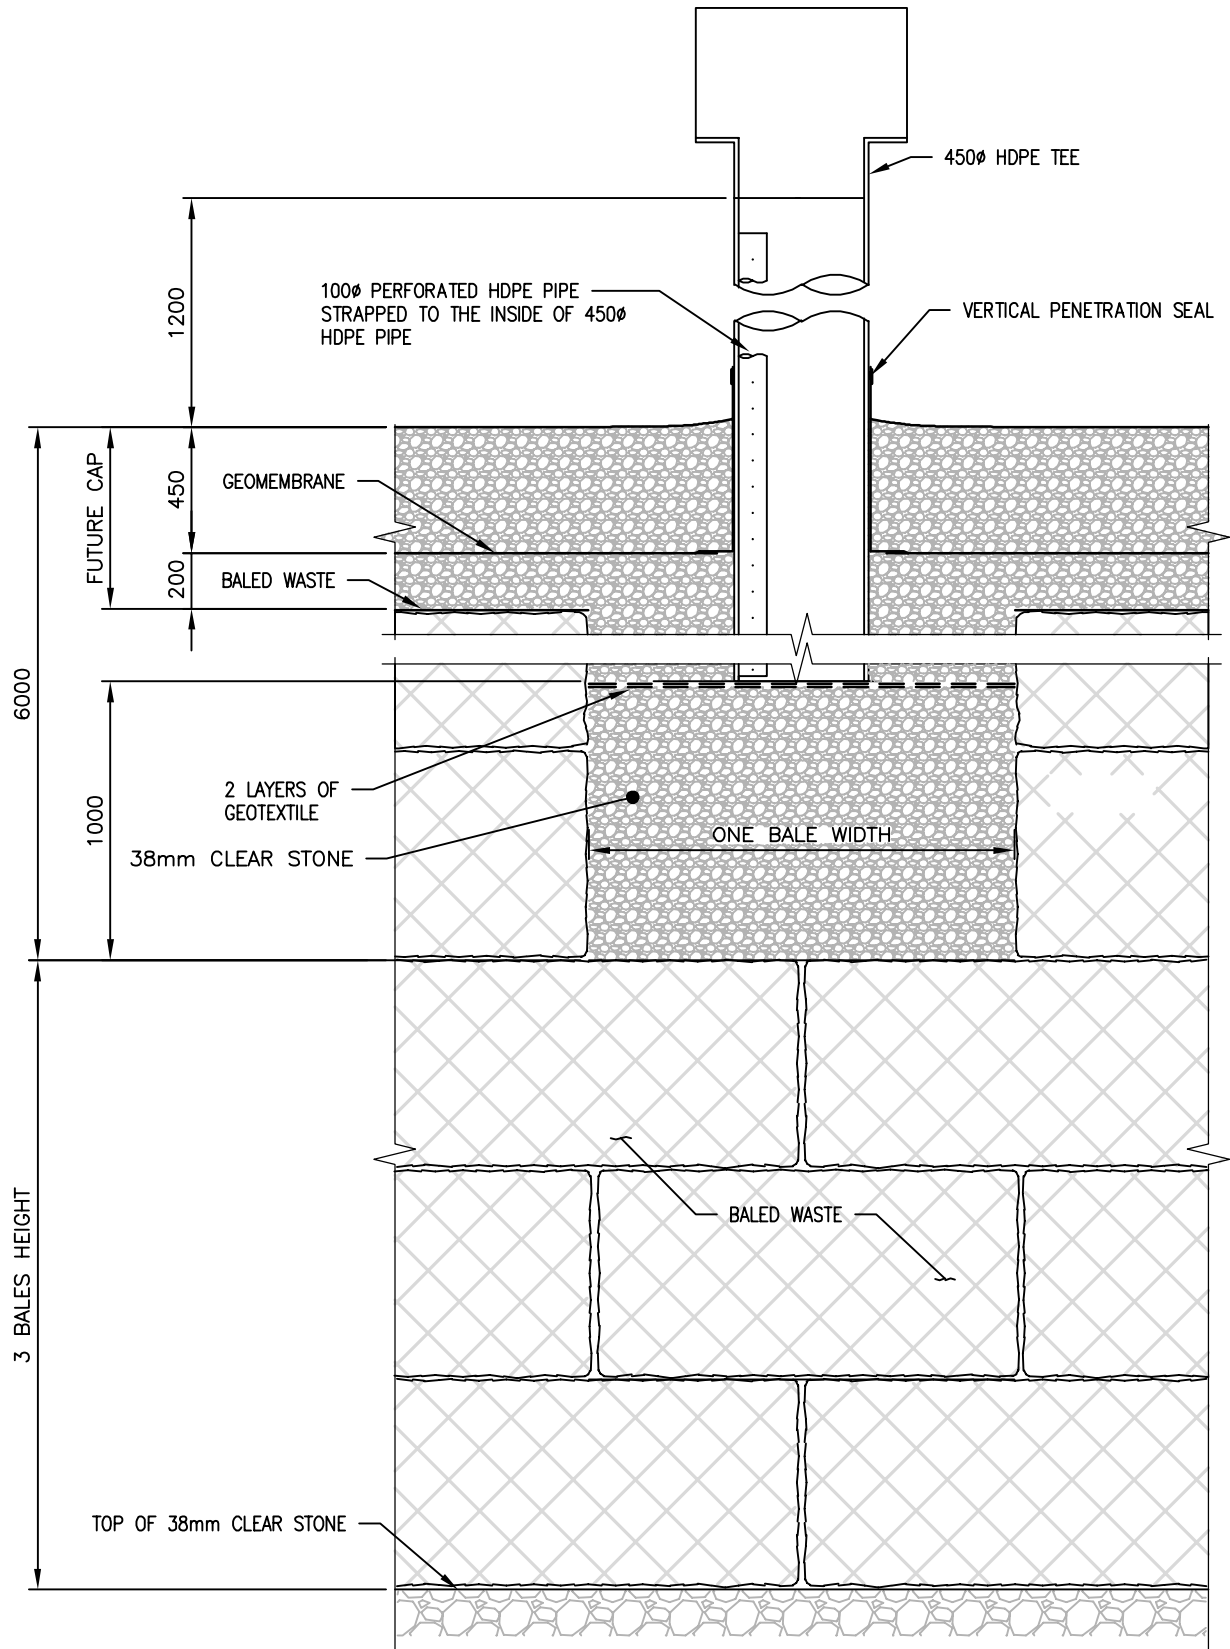 450ø HDPE TEE
1200
100ø PERFORATED HDPE PIPE
STRAPPED TO THE INSIDE OF 450ø
HDPE PIPE
VERTICAL PENETRATION SEAL
FUTURE CAP
450
GEOMEMBRANE
200
BALED WASTE
6000
1000
2 LAYERS OF
GEOTEXTILE
38mm CLEAR STONE
ONE BALE WIDTH
3 BALES HEIGHT
BALED WASTE
TOP OF 38mm CLEAR STONE